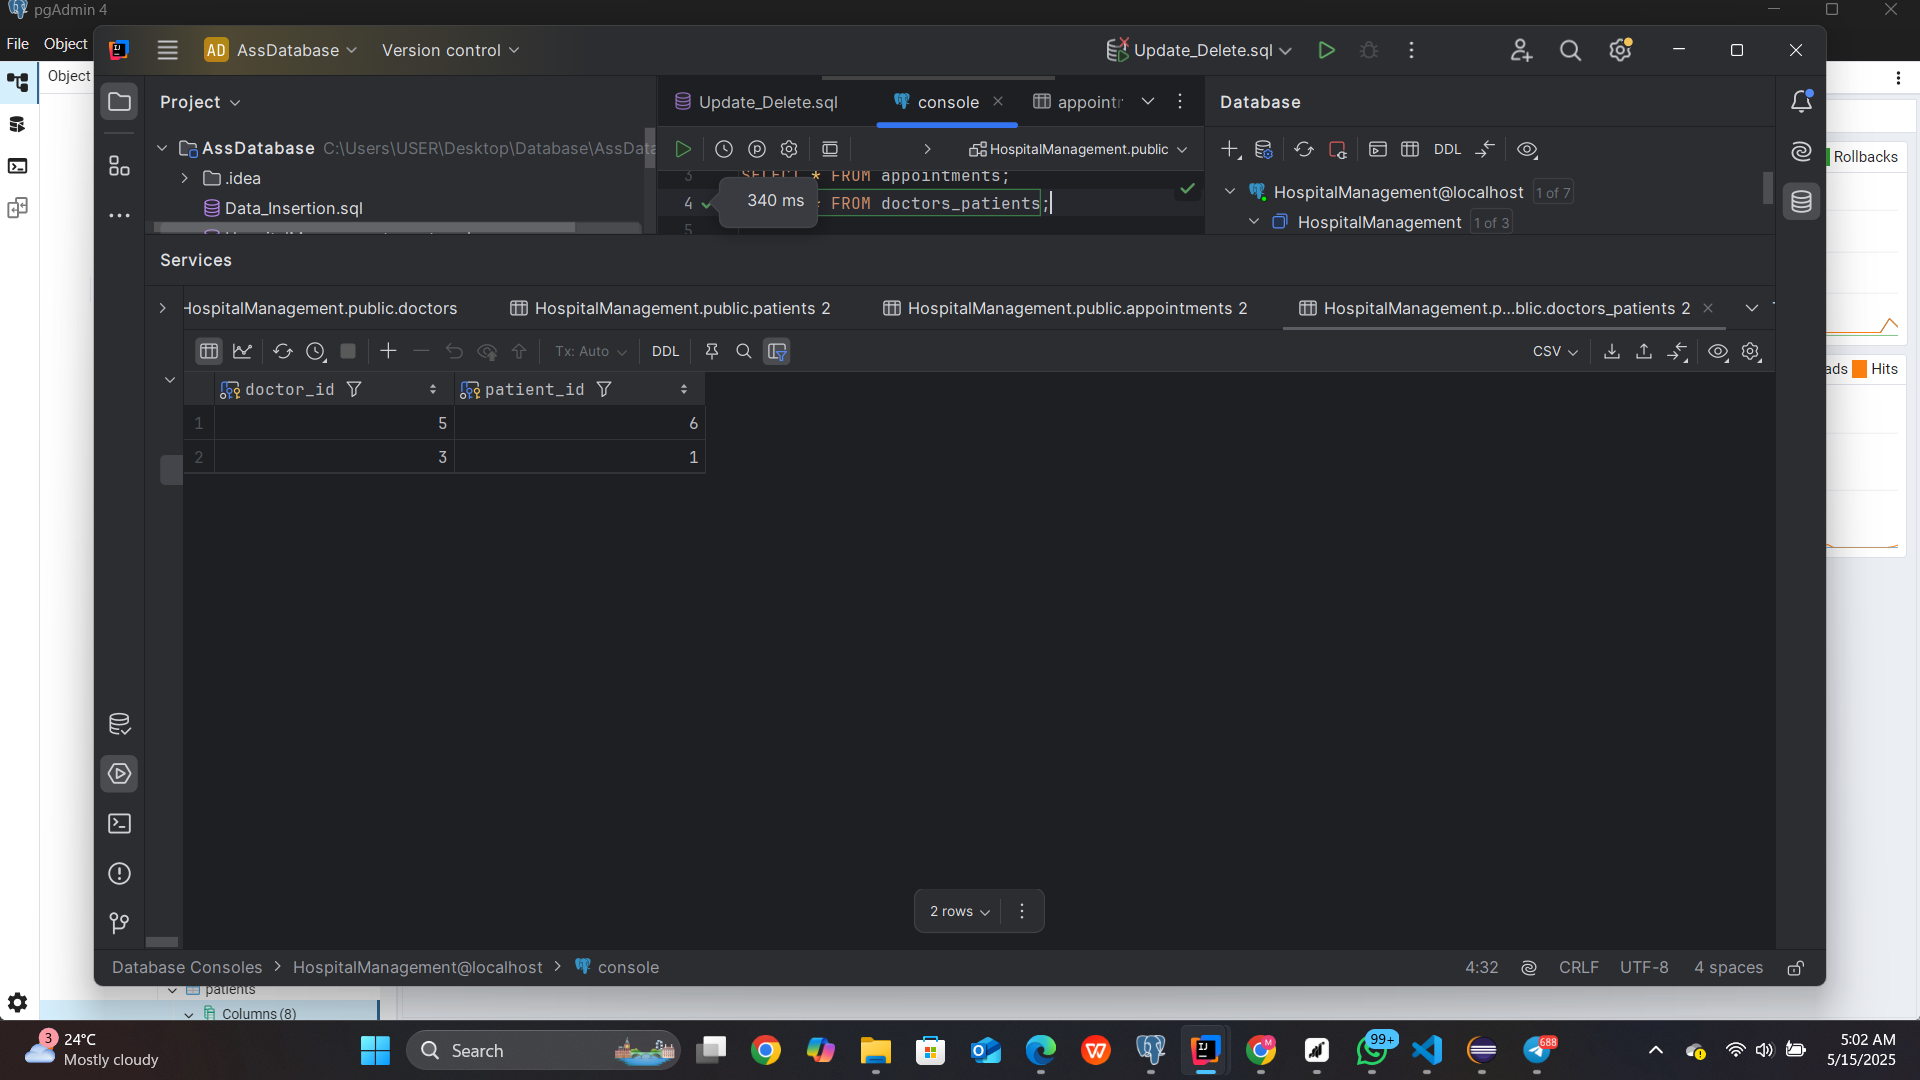 pgAdmin 4
File Object
Object
AD AssDatabase Version control
Update_Delete.sql
Project
Update_Delete.sql console appointr
Database
AssDatabase C:\Users\USER\Desktop\Database\AssData
HospitalManagement.public
DDL
Rollbacks
3 SELECT * FROM appointments;
.idea
340 ms
4 * FROM doctors_patients;
HospitalManagement@localhost 1 of 7
Data_Insertion.sql
HospitalManagement 1 of 3
5
Services
HospitalManagement.public.doctors HospitalManagement.public.patients 2 HospitalManagement.public.appointments 2 HospitalManagement.p...blic.doctors_patients 2
Tx: Auto DDL CSV
ads Hits
doctor_id patient_id
1 5 6
2 3 1
2 rows
Database Consoles > HospitalManagement@localhost > console
4:32 CRLF UTF-8 4 spaces
patients
Columns (8)
3 24°C
Mostly cloudy
Search
99+
688
5:02 AM
5/15/2025